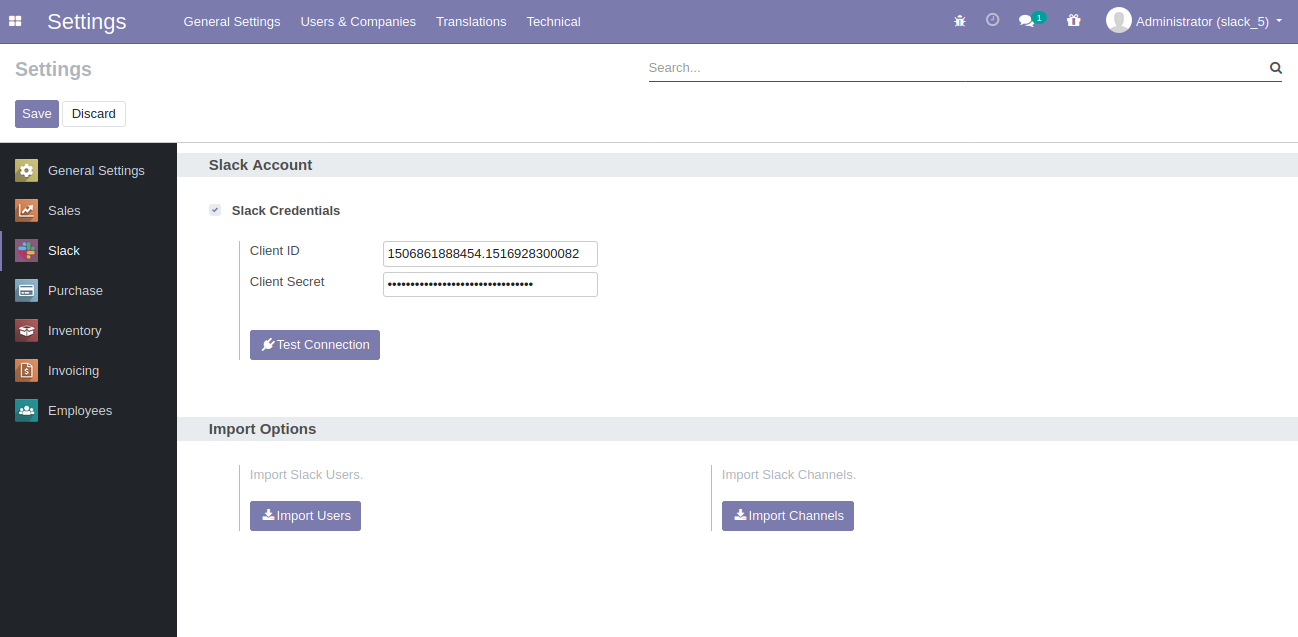 Settings General Settings Users & Companies Translations Technical 1 Administrator (slack_5)
Settings
Search...
Save Discard
General Settings
Sales
Slack
Purchase
Inventory
Invoicing
Employees
Slack Account
Slack Credentials
Client ID 1506861888454.1516928300082
Client Secret ••••••••••••••••••••••••••••••••
Test Connection
Import Options
Import Slack Users.
Import Users
Import Slack Channels.
Import Channels